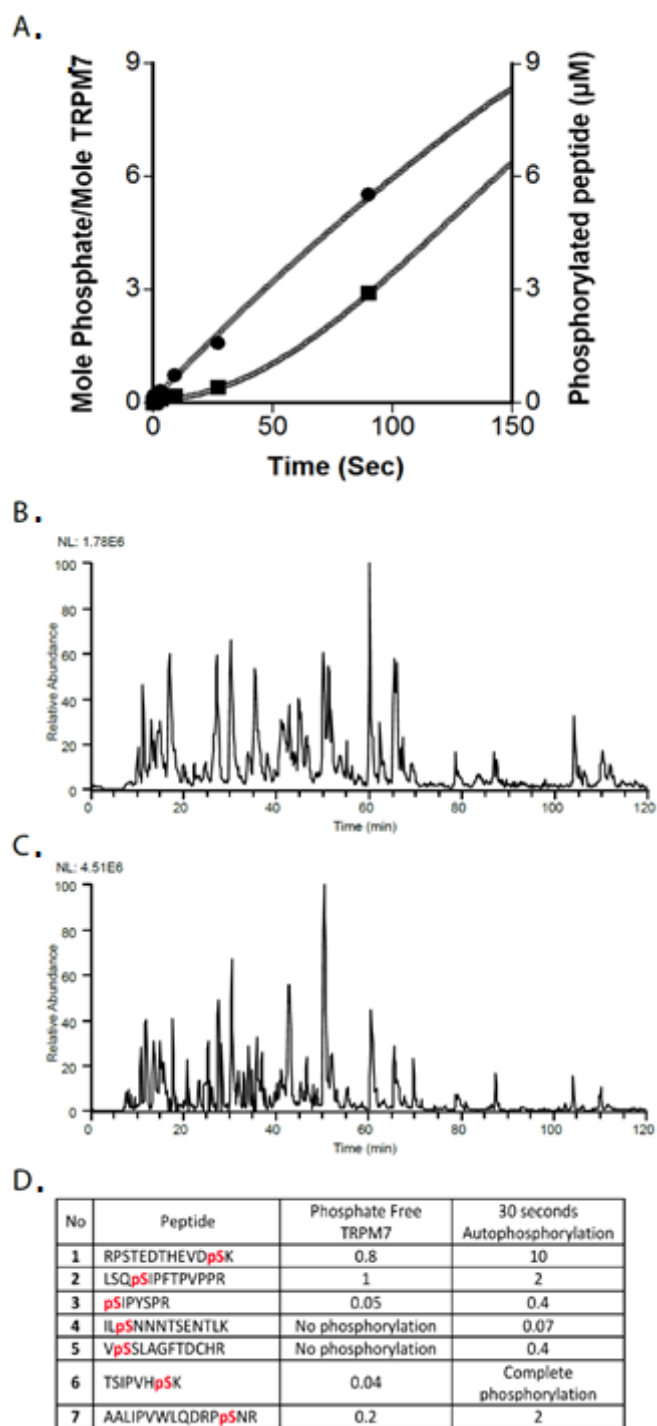 A.
9
6
3
0
9
6
3
0
0
50
100
150
Mole Phosphate/Mole TRPM7
Phosphorylated peptide (µM)
Time (Sec)
B.
NL: 1.78E6
100
80
60
40
20
0
Relative Abundance
0 20 40 60 80 100 120
Time (min)
C.
NL: 4.51E6
100
80
60
40
20
0
Relative Abundance
0 20 40 60 80 100 120
Time (min)
D.
No Peptide Phosphate Free TRPM7 30 seconds Autophosphorylation
1 RPSTEDTHEVDpSK 0.8 10
2 LSQpSIPFTPVPPR 1 2
3 pSIPYSPR 0.05 0.4
4 ILpSNNNTSENTLK No phosphorylation 0.07
5 VpSSLAGFTDCHR No phosphorylation 0.4
6 TSIPVHpSK 0.04 Complete phosphorylation
7 AALIPVWLQDRPpSNR 0.2 2